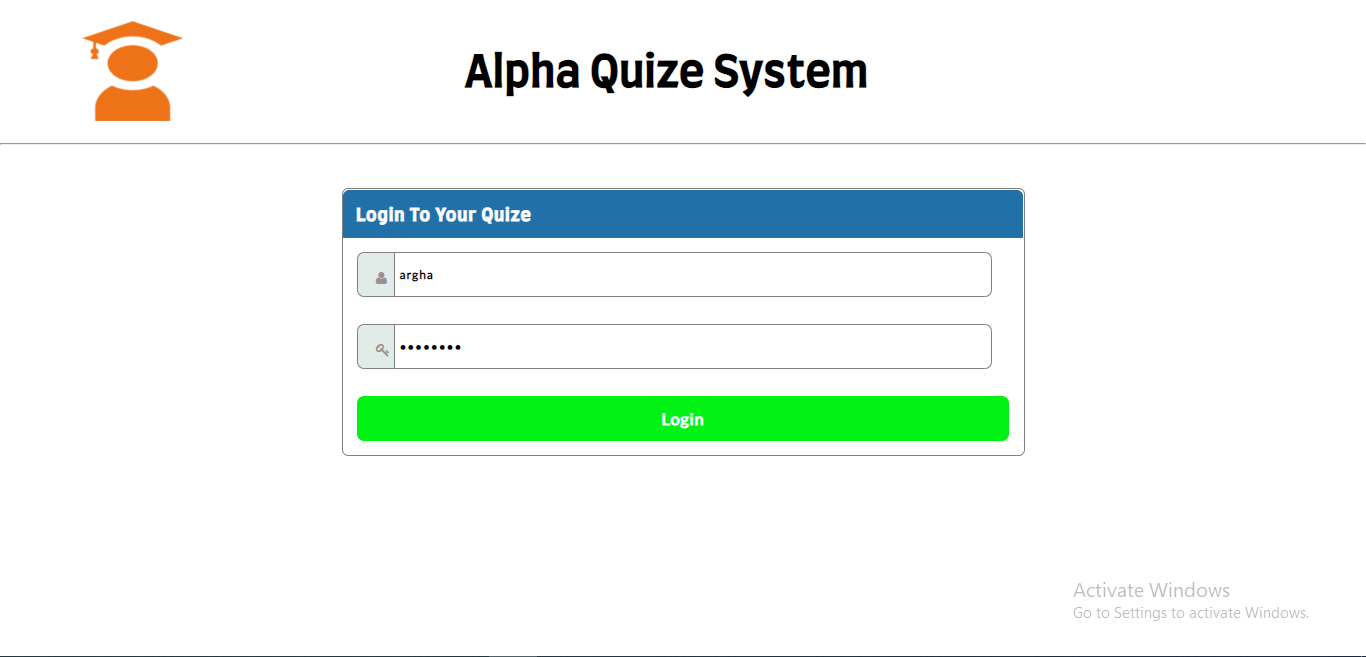 Alpha Quize System
Login To Your Quize
argha
••••••••
Login
Activate Windows
Go to Settings to activate Windows.